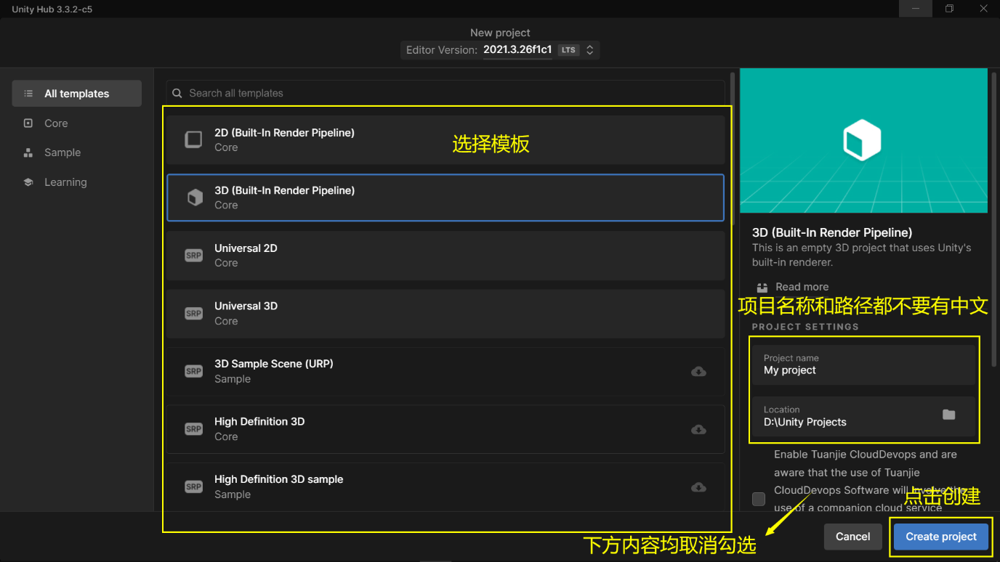 Unity Hub 3.3.2-c5
New project
Editor Version: 2021.3.26f1c1 LTS
All templates
Core
Sample
Learning
Search all templates
选择模板
2D (Built-In Render Pipeline)
Core
3D (Built-In Render Pipeline)
Core
SRP
Universal 2D
Core
SRP
Universal 3D
Core
SRP
3D Sample Scene (URP)
Sample
SRP
High Definition 3D
Core
SRP
High Definition 3D sample
Sample
3D (Built-In Render Pipeline)
This is an empty 3D project that uses Unity's
built-in renderer.
Read more
项目名称和路径都不要有中文
PROJECT SETTINGS
Project name
My project
Location
D:\Unity Projects
Enable Tuanjie CloudDevops and are
aware that the use of Tuanjie
CloudDevops Software will involve the
use of a companion cloud service
点击创建
下方内容均取消勾选
Cancel
Create project